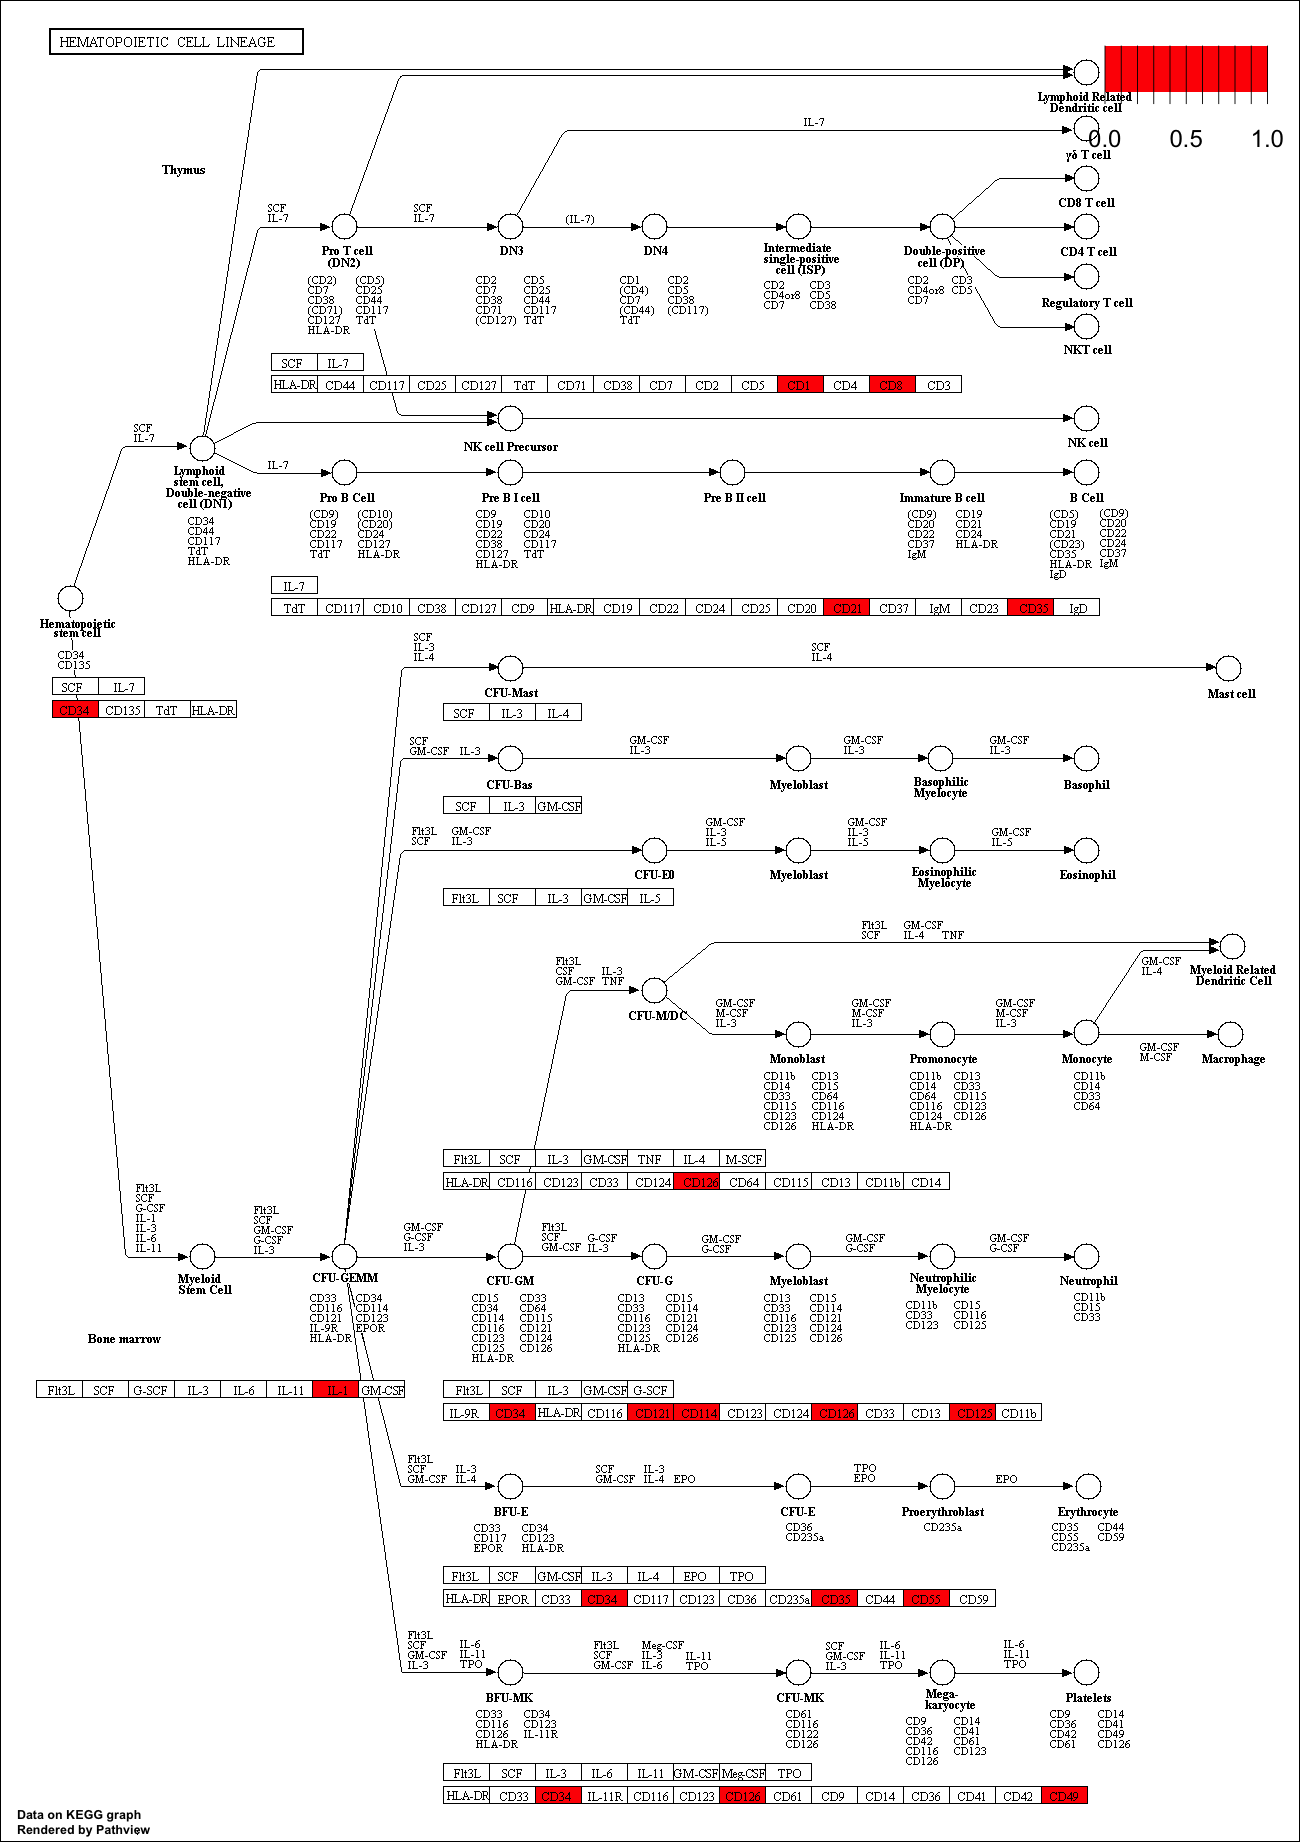 HEMATOPOIETIC CELL LINEAGE
Lymphoid Related
Dendritic cell
0.0 0.5 1.0
IL-7
γδ T cell
Thymus
CD8 T cell
SCF
IL-7
SCF
IL-7
(IL-7)
Pro T cell
(DN2)
DN3
DN4
Intermediate
single-positive
cell (ISP)
Double-positive
cell (DP)
CD4 T cell
Regulatory T cell
NKT cell
(CD2) (CD5)
CD7 CD25
CD38 CD44
(CD71) CD117
CD127 TdT
HLA-DR
CD2 CD5
CD7 CD25
CD38 CD44
CD71 CD117
(CD127) TdT
CD1 CD2
(CD4) CD5
CD7 CD38
(CD44) (CD117)
TdT
CD2 CD3
CD4or8 CD5
CD7 CD38
CD2 CD3
CD4or8 CD5
CD7
SCF IL-7
HLA-DR CD44 CD117 CD25 CD127 TdT CD71 CD38 CD7 CD2 CD5 CD1 CD4 CD8 CD3
SCF
IL-7
NK cell Precursor
NK cell
Lymphoid
stem cell,
Double-negative
cell (DN1)
IL-7
Pro B Cell
Pre B I cell
Pre B II cell
Immature B cell
B Cell
CD34
CD44
CD117
TdT
HLA-DR
(CD9) (CD10)
CD19 (CD20)
CD22 CD24
CD117 CD127
TdT HLA-DR
CD9 CD10
CD19 CD20
CD22 CD24
CD38 CD117
CD127 TdT
HLA-DR
(CD9) CD19
CD20 CD21
CD22 CD24
CD37 HLA-DR
IgM
(CD5) (CD9)
CD19 CD20
CD21 CD22
(CD23) CD24
CD35 CD37
HLA-DR IgM
IgD
IL-7
TdT CD117 CD10 CD38 CD127 CD9 HLA-DR CD19 CD22 CD24 CD25 CD20 CD21 CD37 IgM CD23 CD35 IgD
Hematopoietic
stem cell
CD34
CD135
SCF IL-7
CD34 CD135 TdT HLA-DR
SCF
IL-3
IL-4
SCF
IL-4
CFU-Mast
Mast cell
SCF IL-3 IL-4
SCF
GM-CSF IL-3
GM-CSF
IL-3
GM-CSF
IL-3
GM-CSF
IL-3
CFU-Bas
Myeloblast
Basophilic
Myelocyte
Basophil
SCF IL-3 GM-CSF
Flt3L GM-CSF
SCF IL-3
GM-CSF
IL-3
IL-5
GM-CSF
IL-3
IL-5
GM-CSF
IL-5
CFU-E0
Myeloblast
Eosinophilic
Myelocyte
Eosinophil
Flt3L SCF IL-3 GM-CSF IL-5
Flt3L GM-CSF
SCF IL-4 TNF
Flt3L
CSF IL-3
GM-CSF TNF
GM-CSF
IL-4
Myeloid Related
Dendritic Cell
CFU-M/DC
GM-CSF
M-CSF
IL-3
GM-CSF
M-CSF
IL-3
GM-CSF
M-CSF
IL-3
GM-CSF
M-CSF
Monoblast
Promonocyte
Monocyte
Macrophage
CD11b CD13
CD14 CD15
CD33 CD64
CD115 CD116
CD123 CD124
CD126 HLA-DR
CD11b CD13
CD14 CD33
CD64 CD115
CD116 CD123
CD124 CD126
HLA-DR
CD11b
CD14
CD33
CD64
Flt3L SCF IL-3 GM-CSF TNF IL-4 M-SCF
HLA-DR CD116 CD123 CD33 CD124 CD126 CD64 CD115 CD13 CD11b CD14
Flt3L
SCF
G-CSF
IL-1
IL-3
IL-6
IL-11
Flt3L
SCF
GM-CSF
G-CSF
IL-3
GM-CSF
G-CSF
IL-3
Flt3L
SCF G-CSF
GM-CSF IL-3
GM-CSF
G-CSF
GM-CSF
G-CSF
GM-CSF
G-CSF
Myeloid
Stem Cell
CFU-GEMM
CFU-GM
CFU-G
Myeloblast
Neutrophilic
Myelocyte
Neutrophil
CD33 CD34
CD116 CD114
CD121 CD123
IL-9R EPOR
HLA-DR
CD15 CD33
CD34 CD64
CD114 CD115
CD116 CD121
CD123 CD124
CD125 CD126
HLA-DR
CD13 CD15
CD33 CD114
CD116 CD121
CD123 CD124
CD125 CD126
HLA-DR
CD13 CD15
CD33 CD114
CD116 CD121
CD123 CD124
CD125 CD126
CD11b CD15
CD33 CD116
CD123 CD125
CD11b
CD15
CD33
Bone marrow
Flt3L SCF G-SCF IL-3 IL-6 IL-11 IL-1 GM-CSF
Flt3L SCF IL-3 GM-CSF G-SCF
IL-9R CD34 HLA-DR CD116 CD121 CD114 CD123 CD124 CD126 CD33 CD13 CD125 CD11b
Flt3L
SCF IL-3
GM-CSF IL-4
SCF IL-3
GM-CSF IL-4 EPO
TPO
EPO
EPO
BFU-E
CFU-E
Proerythroblast
Erythrocyte
CD33 CD34
CD117 CD123
EPOR HLA-DR
CD36
CD235a
CD235a
CD35 CD44
CD55 CD59
CD235a
Flt3L SCF GM-CSF IL-3 IL-4 EPO TPO
HLA-DR EPOR CD33 CD34 CD117 CD123 CD36 CD235a CD35 CD44 CD55 CD59
Flt3L
SCF IL-6
GM-CSF IL-11
IL-3 TPO
Flt3L Meg-CSF
SCF IL-3 IL-11
GM-CSF IL-6 TPO
SCF IL-6
GM-CSF IL-11
IL-3 TPO
IL-6
IL-11
TPO
BFU-MK
CFU-MK
Mega-
karyocyte
Platelets
CD33 CD34
CD116 CD123
CD126 IL-11R
HLA-DR
CD61
CD116
CD122
CD126
CD9 CD14
CD36 CD41
CD42 CD61
CD116 CD123
CD126
CD9 CD14
CD36 CD41
CD42 CD49
CD61 CD126
Flt3L SCF IL-3 IL-6 IL-11 GM-CSF Meg-CSF TPO
HLA-DR CD33 CD34 IL-11R CD116 CD123 CD126 CD61 CD9 CD14 CD36 CD41 CD42 CD49
Data on KEGG graph
Rendered by Pathview